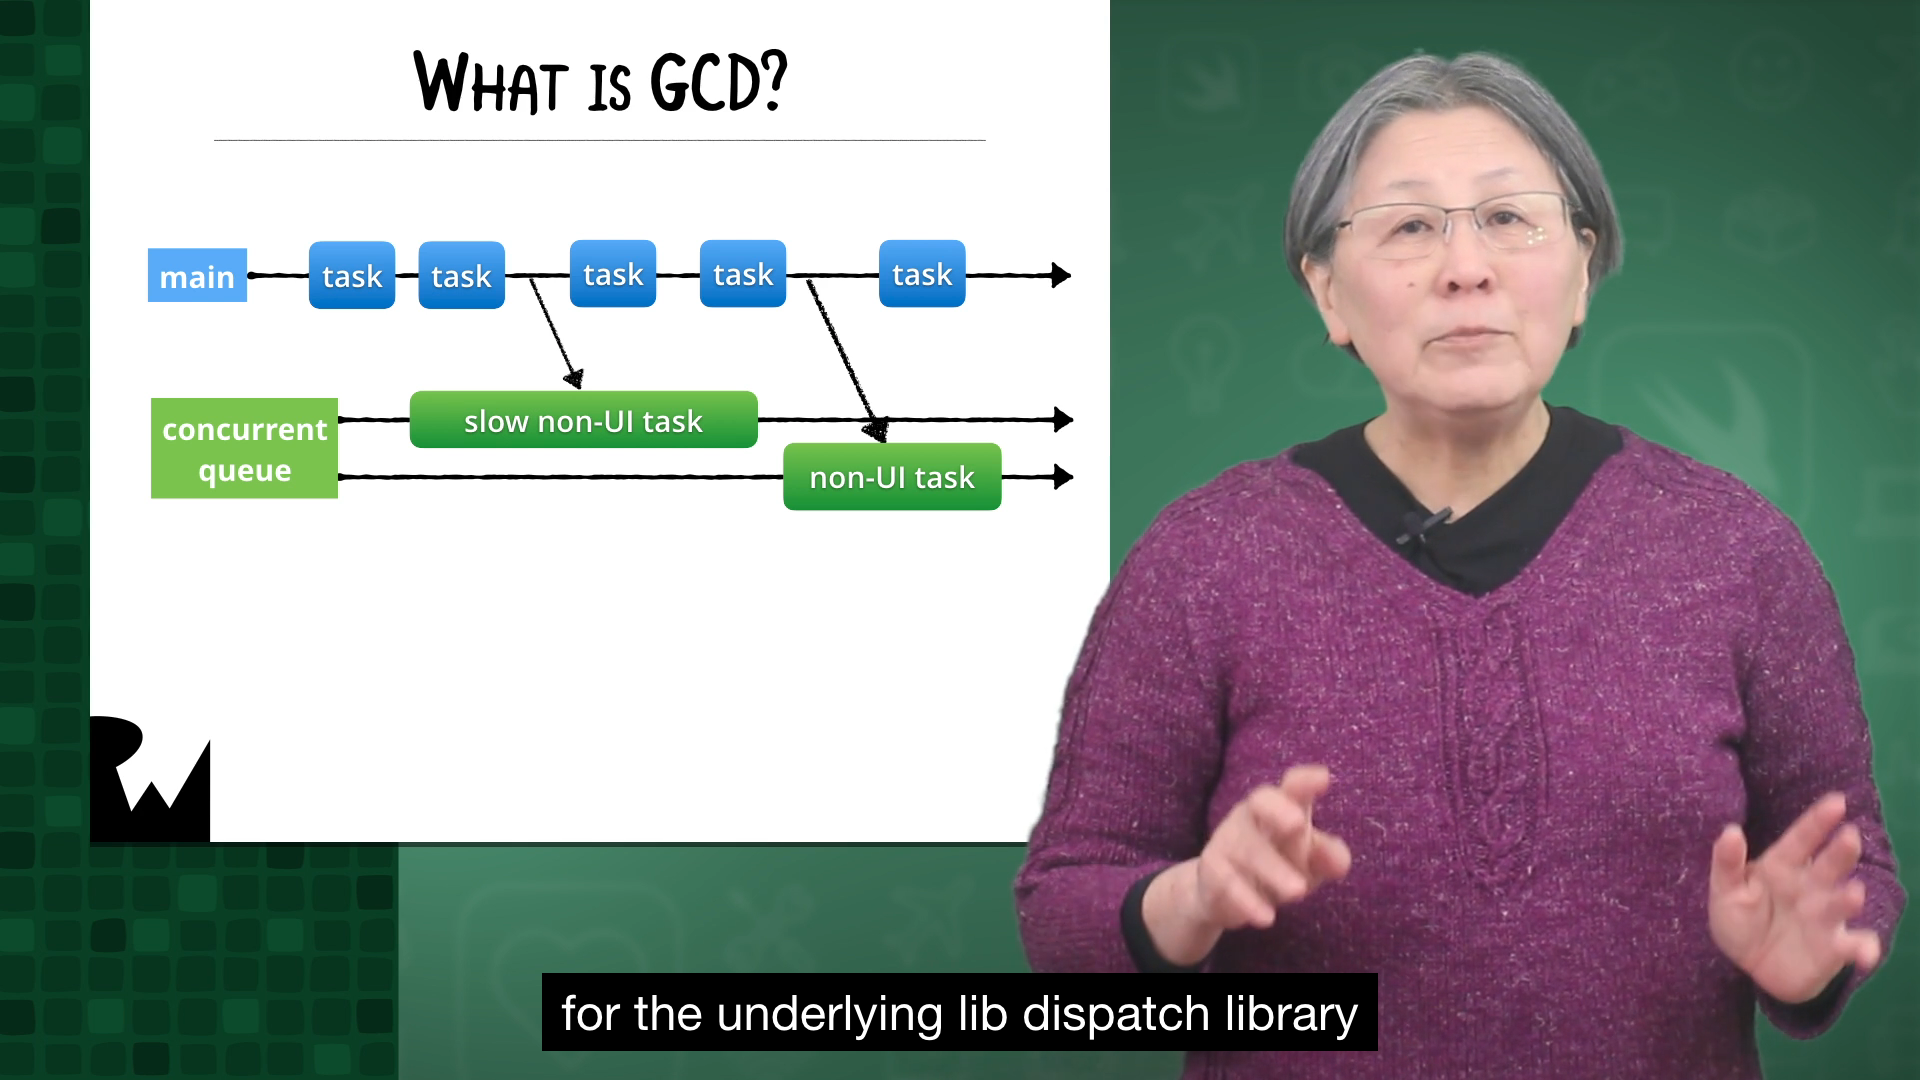 WHAT IS GCD?
main
task
task
task
task
task
concurrent
queue
slow non-UI task
non-UI task
RW
for the underlying lib dispatch library